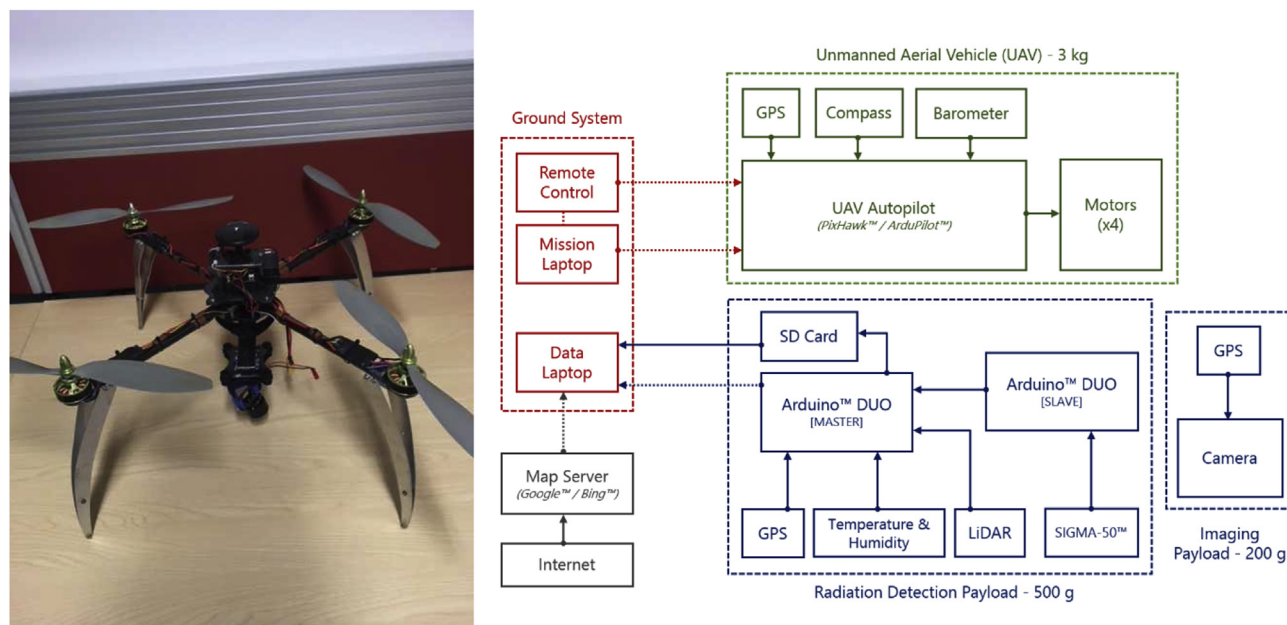 Unmanned Aerial Vehicle (UAV) - 3 kg
GPS
Compass
Barometer
UAV Autopilot
(PixHawk™ / ArduPilot™)
Motors
(x4)
Ground System
Remote
Control
Mission
Laptop
Data
Laptop
Map Server
(Google™ / Bing™)
Internet
SD Card
Arduino™ DUO
[MASTER]
Arduino™ DUO
[SLAVE]
GPS
Temperature &
Humidity
LiDAR
SIGMA-50™
Radiation Detection Payload - 500 g
GPS
Camera
Imaging
Payload - 200 g